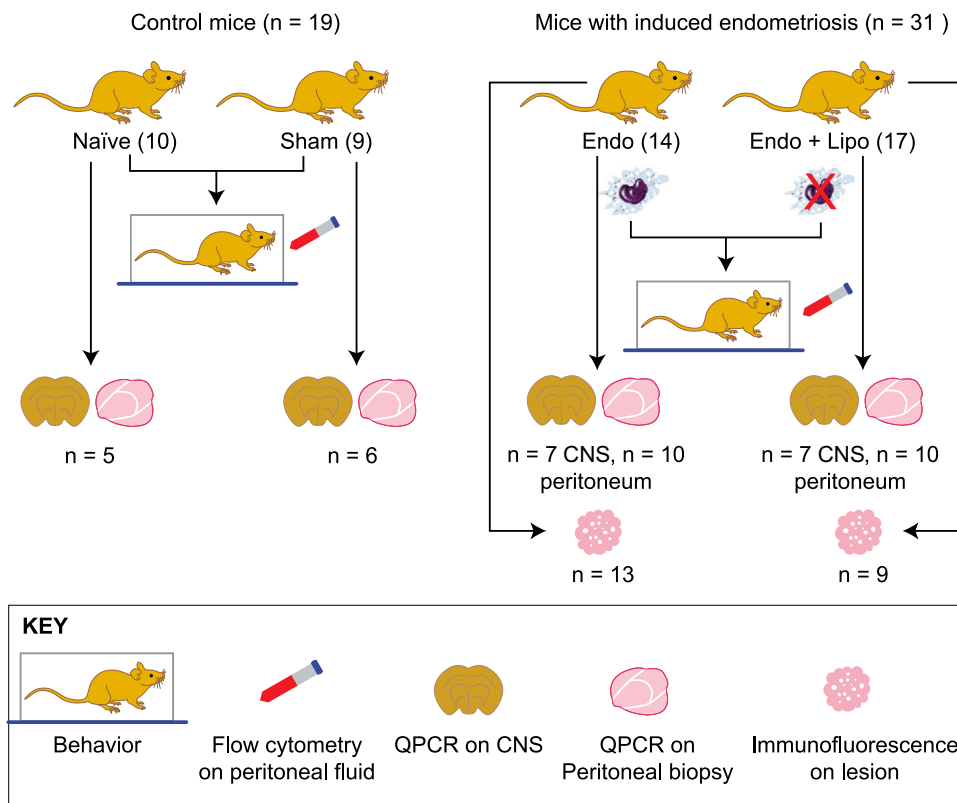 Control mice (n = 19)
Mice with induced endometriosis (n = 31 )
Naïve (10)
Sham (9)
Endo (14)
Endo + Lipo (17)
n = 5
n = 6
n = 7 CNS, n = 10
peritoneum
n = 7 CNS, n = 10
peritoneum
n = 13
n = 9
KEY
Behavior
Flow cytometry
on peritoneal fluid
QPCR on CNS
QPCR on
Peritoneal biopsy
Immunofluorescence
on lesion